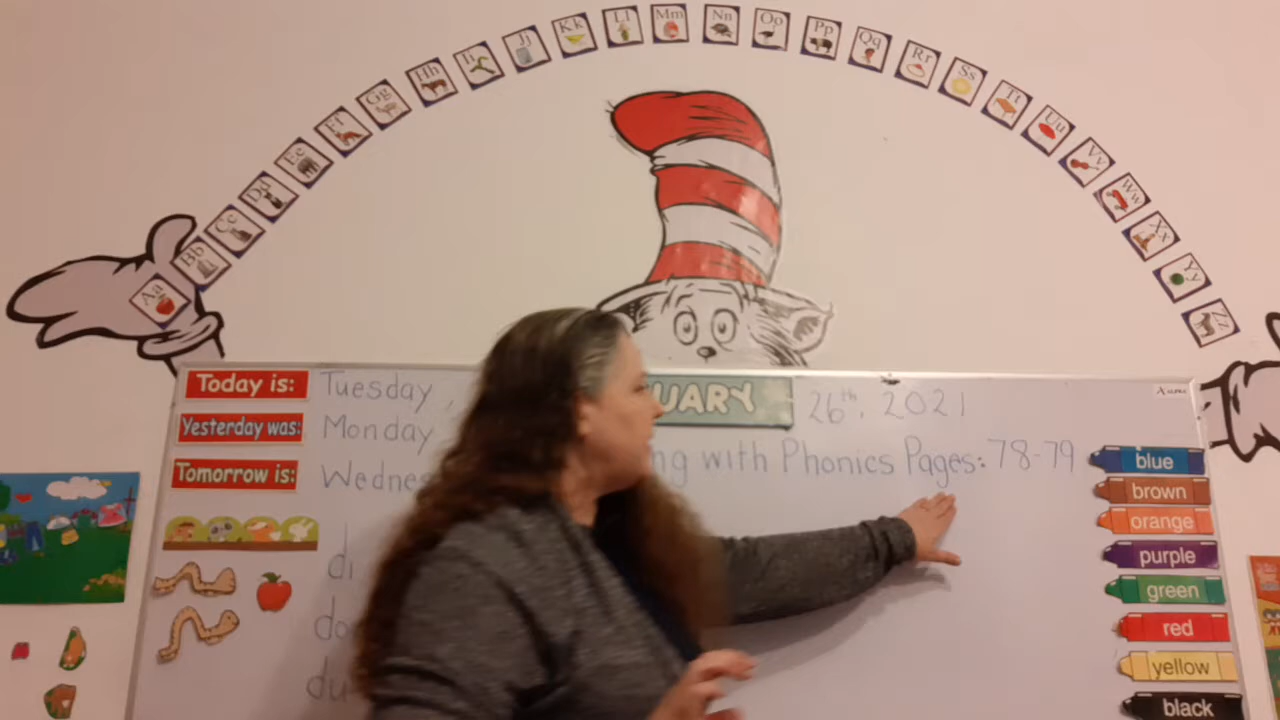 Aa Bb Cc Dd Ee Ff Gg Hh Ii Jj Kk Ll Mm Nn Oo Pp Qq Rr Ss Tt Uu Vv Ww Xx Yy Zz
Today is: Tuesday, UARY 26th, 2021
Yesterday was: Monday
ng with Phonics Pages: 78-79
Tomorrow is: Wednes
blue
brown
orange
di
purple
green
do
red
yellow
du
black